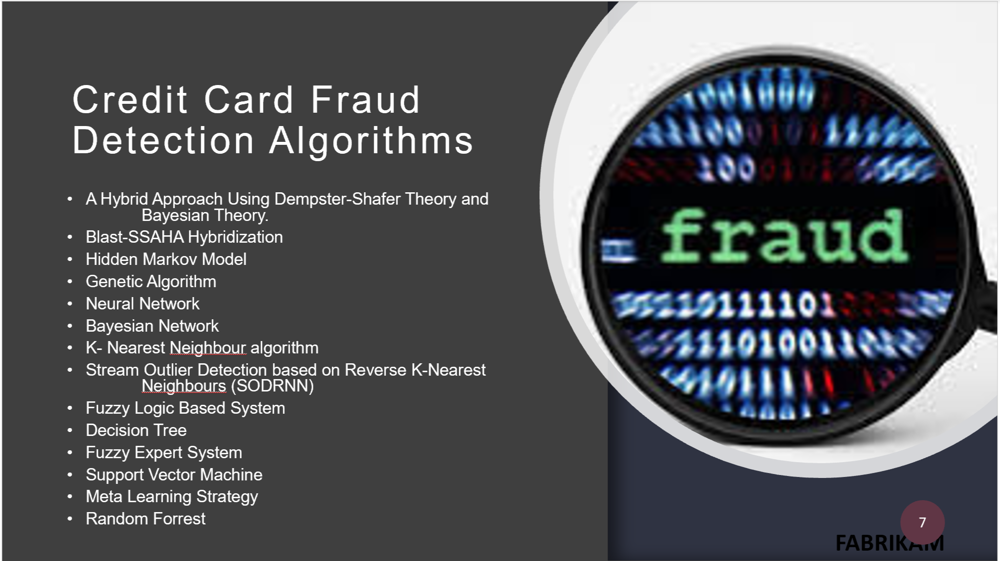 Credit Card Fraud
Detection Algorithms
• A Hybrid Approach Using Dempster-Shafer Theory and
Bayesian Theory.
• Blast-SSAHA Hybridization
• Hidden Markov Model
• Genetic Algorithm
• Neural Network
• Bayesian Network
• K- Nearest Neighbour algorithm
• Stream Outlier Detection based on Reverse K-Nearest
Neighbours (SODRNN)
• Fuzzy Logic Based System
• Decision Tree
• Fuzzy Expert System
• Support Vector Machine
• Meta Learning Strategy
• Random Forrest
fraud
7
FABRIKAM